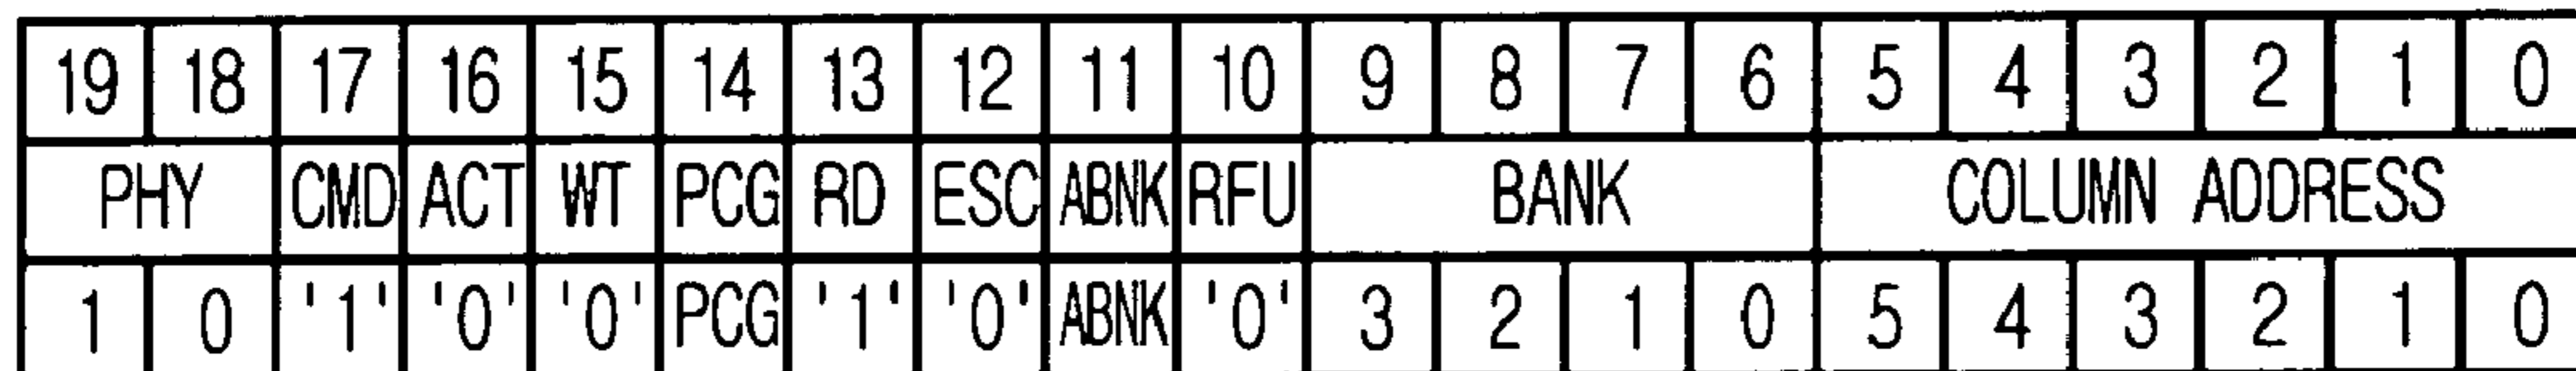 19 18 17 16 15 14 13 12 11 10 9 8 7 6 5 4 3 2 1 0
PHY CMD ACT WT PCG RD ESC ABNK RFU BANK COLUMN ADDRESS
1 0 '1' '0' '0' PCG '1' '0' ABNK '0' 3 2 1 0 5 4 3 2 1 0